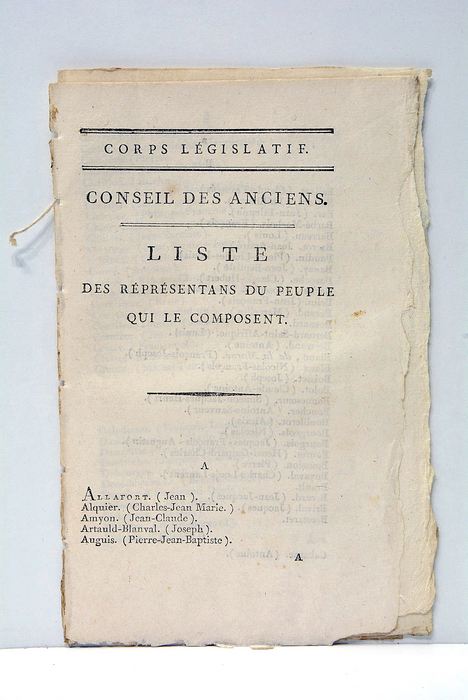 CORPS LÉGISLATIF.
CONSEIL DES ANCIENS.
LISTE
DES RÉPRÉSENTANS DU PEUPLE
QUI LE COMPOSENT.
A
ALLAFORT. (Jean).
Alquier. (Charles-Jean Marie.)
Amyon. (Jean-Claude).
Artauld-Blanval. (Joseph).
Auguis. (Pierre-Jean-Baptiste).
A